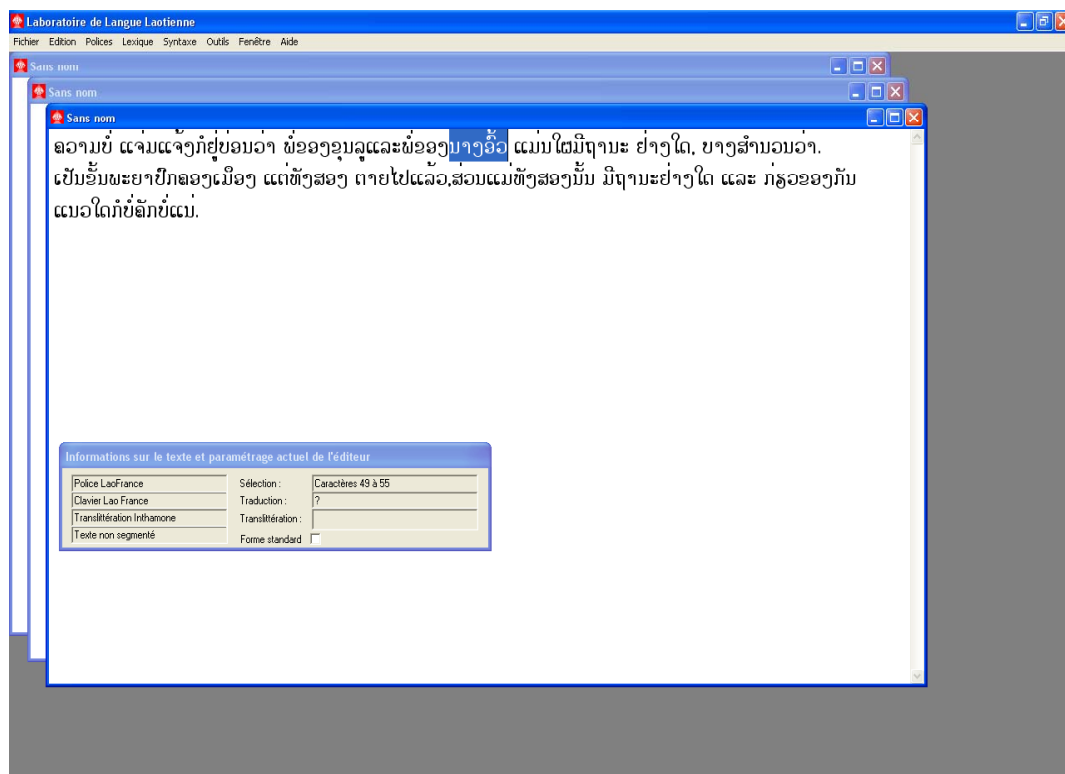 Laboratoire de Langue Laotienne
Fichier Edition Polices Lexique Syntaxe Outils Fenêtre Aide
Sans nom
Sans nom
Sans nom
ຄວາມບໍ່ ແຈ່ມແຈ້ງກໍຢູ່ບ່ອນວ່າ ພໍ່ຂອງຂຸນລູແລະພໍ່ຂອງນາງອົ້ວ ແມ່ນໃຜມີຖານະ ຢ່າງໃດ, ບາງສຳນວນວ່າ.
ເປັນຂັ້ນພະຍາປົກຄອງເມືອງ ແຕ່ທັງສອງ ຕາຍໄປແລ້ວ,ສ່ວນແມ່ທັງສອງນັ້ນ ມີຖານະຢ່າງໃດ ແລະ ກ່ຽວຂອງກັນ
ແນວໃດກໍບໍ່ຄັກບໍ່ແນ່.
Informations sur le texte et paramétrage actuel de l'éditeur
Police LaoFrance Sélection : Caractères 49 à 55
Clavier Lao France Traduction : ?
Translittération Inthamone Translittération :
Texte non segmenté Forme standard